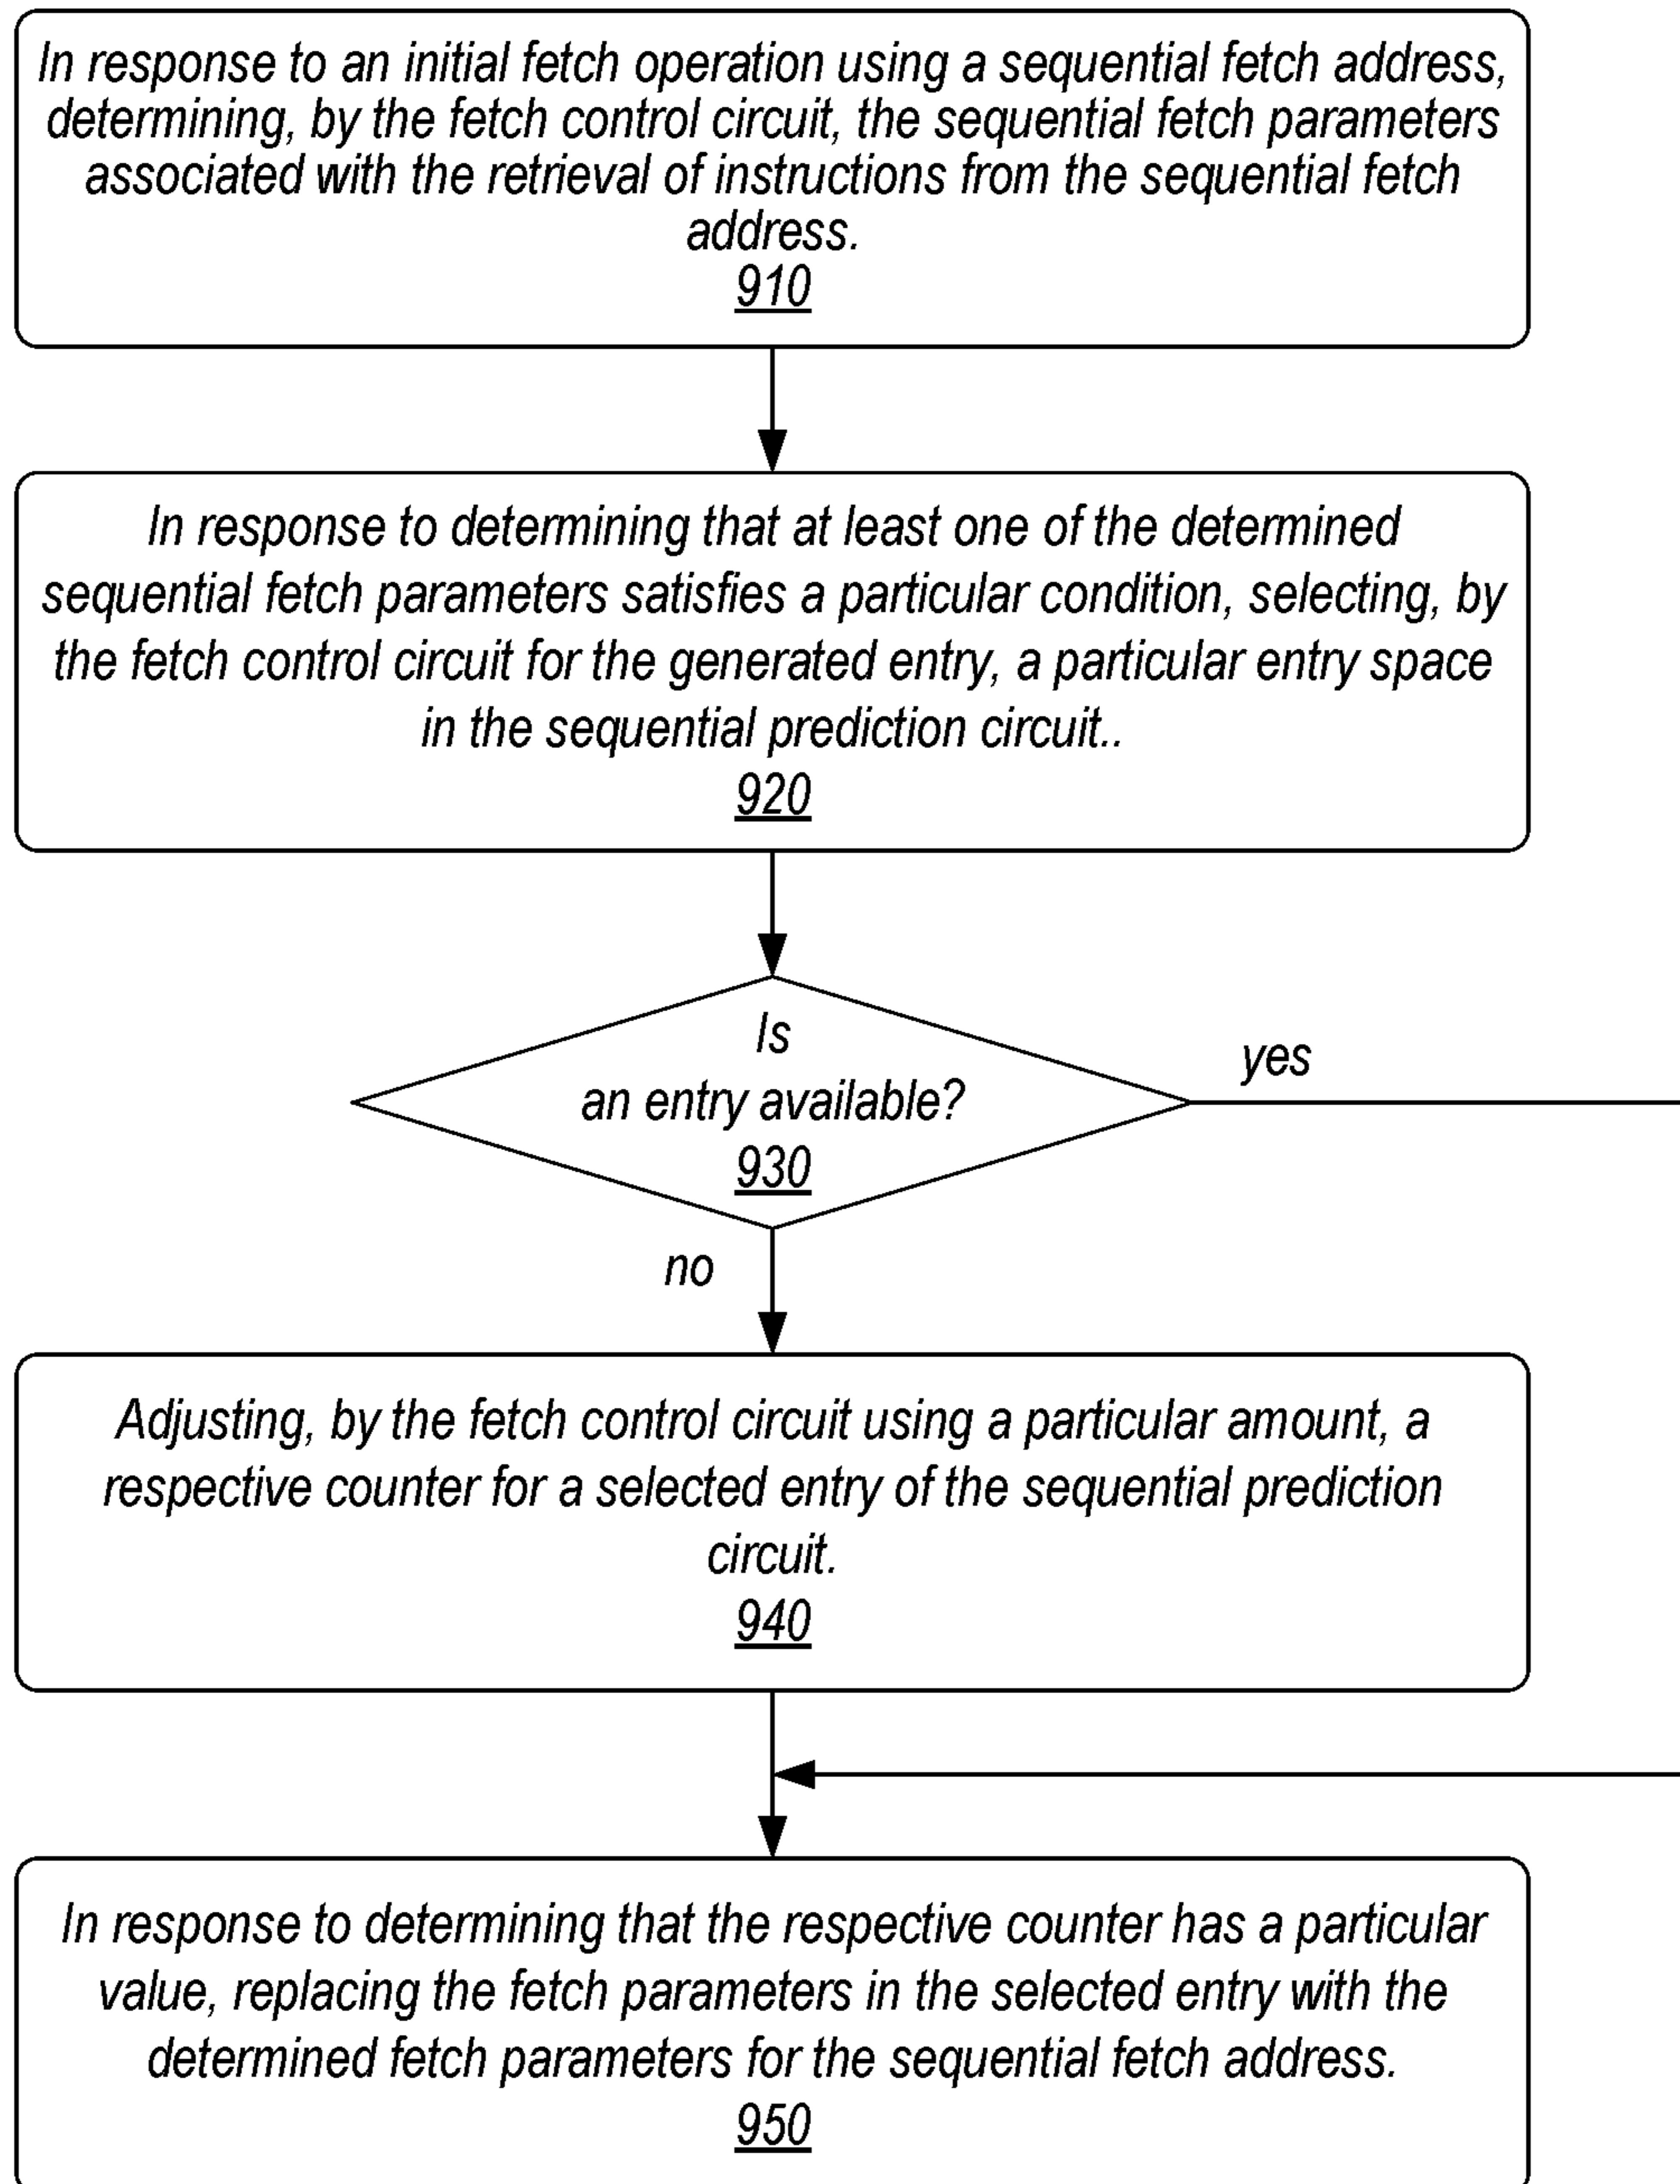 In response to an initial fetch operation using a sequential fetch address,
determining, by the fetch control circuit, the sequential fetch parameters
associated with the retrieval of instructions from the sequential fetch
address.
910
In response to determining that at least one of the determined
sequential fetch parameters satisfies a particular condition, selecting, by
the fetch control circuit for the generated entry, a particular entry space
in the sequential prediction circuit..
920
Is
an entry available?
930
yes
no
Adjusting, by the fetch control circuit using a particular amount, a
respective counter for a selected entry of the sequential prediction
circuit.
940
In response to determining that the respective counter has a particular
value, replacing the fetch parameters in the selected entry with the
determined fetch parameters for the sequential fetch address.
950